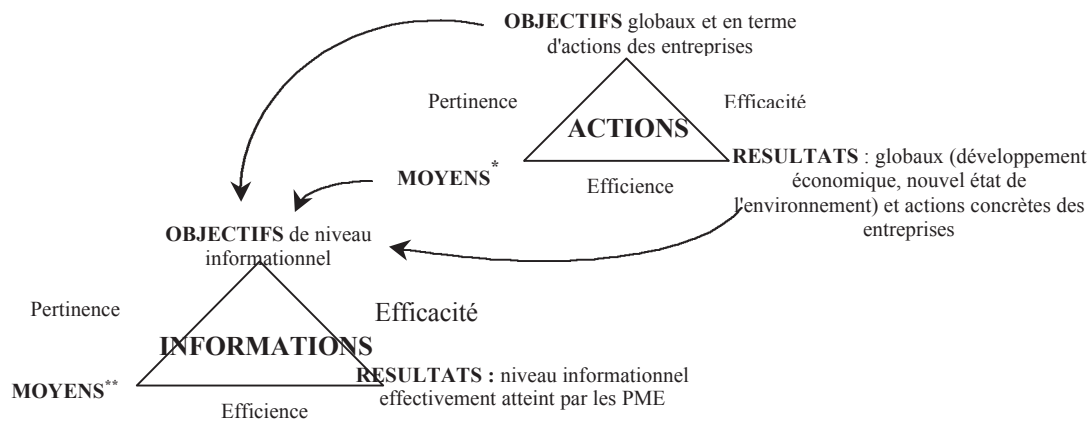 OBJECTIFS globaux et en terme
d'actions des entreprises
Pertinence
Efficacité
ACTIONS
MOYENS*
Efficience
RESULTATS : globaux (développement
économique, nouvel état de
l'environnement) et actions concrètes des
entreprises
OBJECTIFS de niveau
informationnel
Pertinence
Efficacité
INFORMATIONS
MOYENS**
RESULTATS : niveau informationnel
effectivement atteint par les PME
Efficience